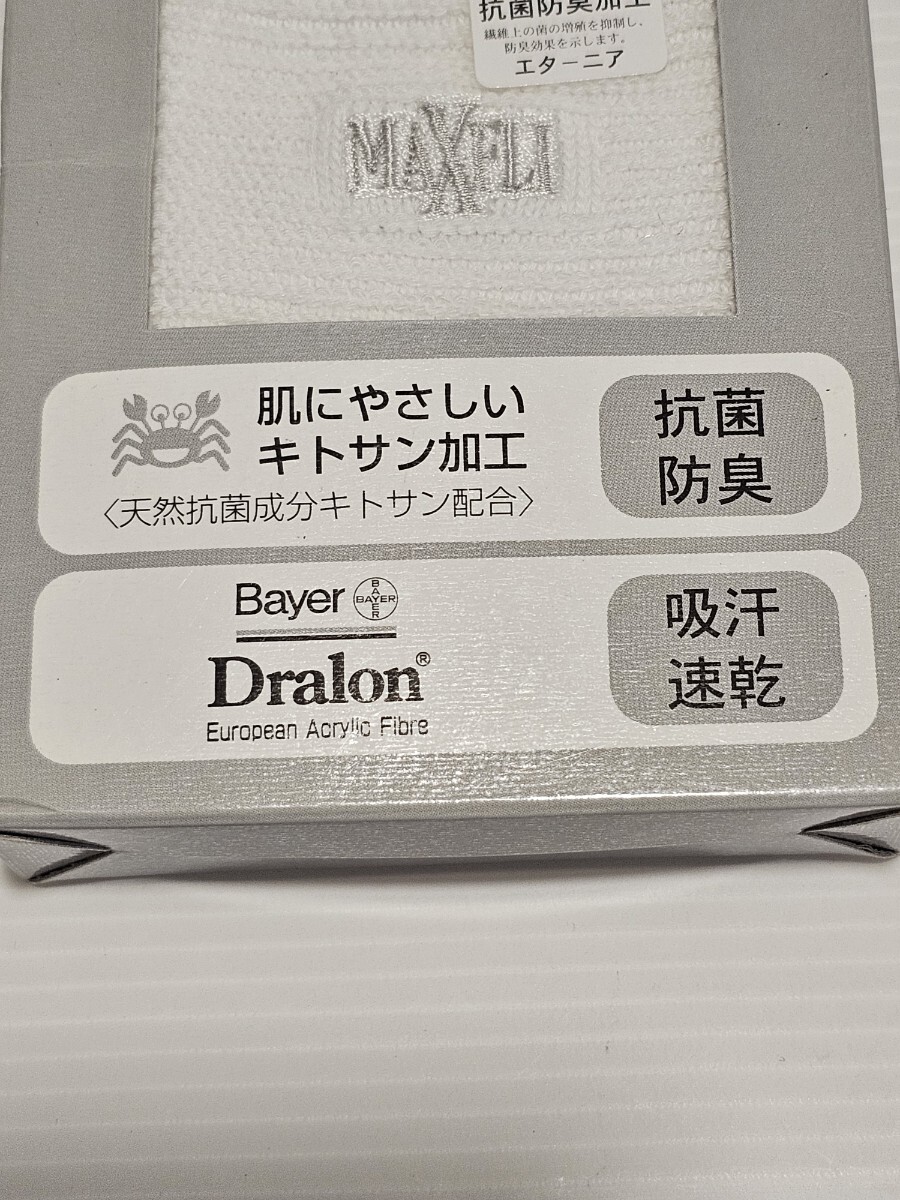 抗菌防臭加工
繊維上の菌の増殖を抑制し、
防臭効果を示します。
エターニア
MAXFLI
肌にやさしい
キトサン加工
〈天然抗菌成分キトサン配合〉
抗菌
防臭
Bayer
BAYER
BAYER
Dralon®
European Acrylic Fibre
吸汗
速乾